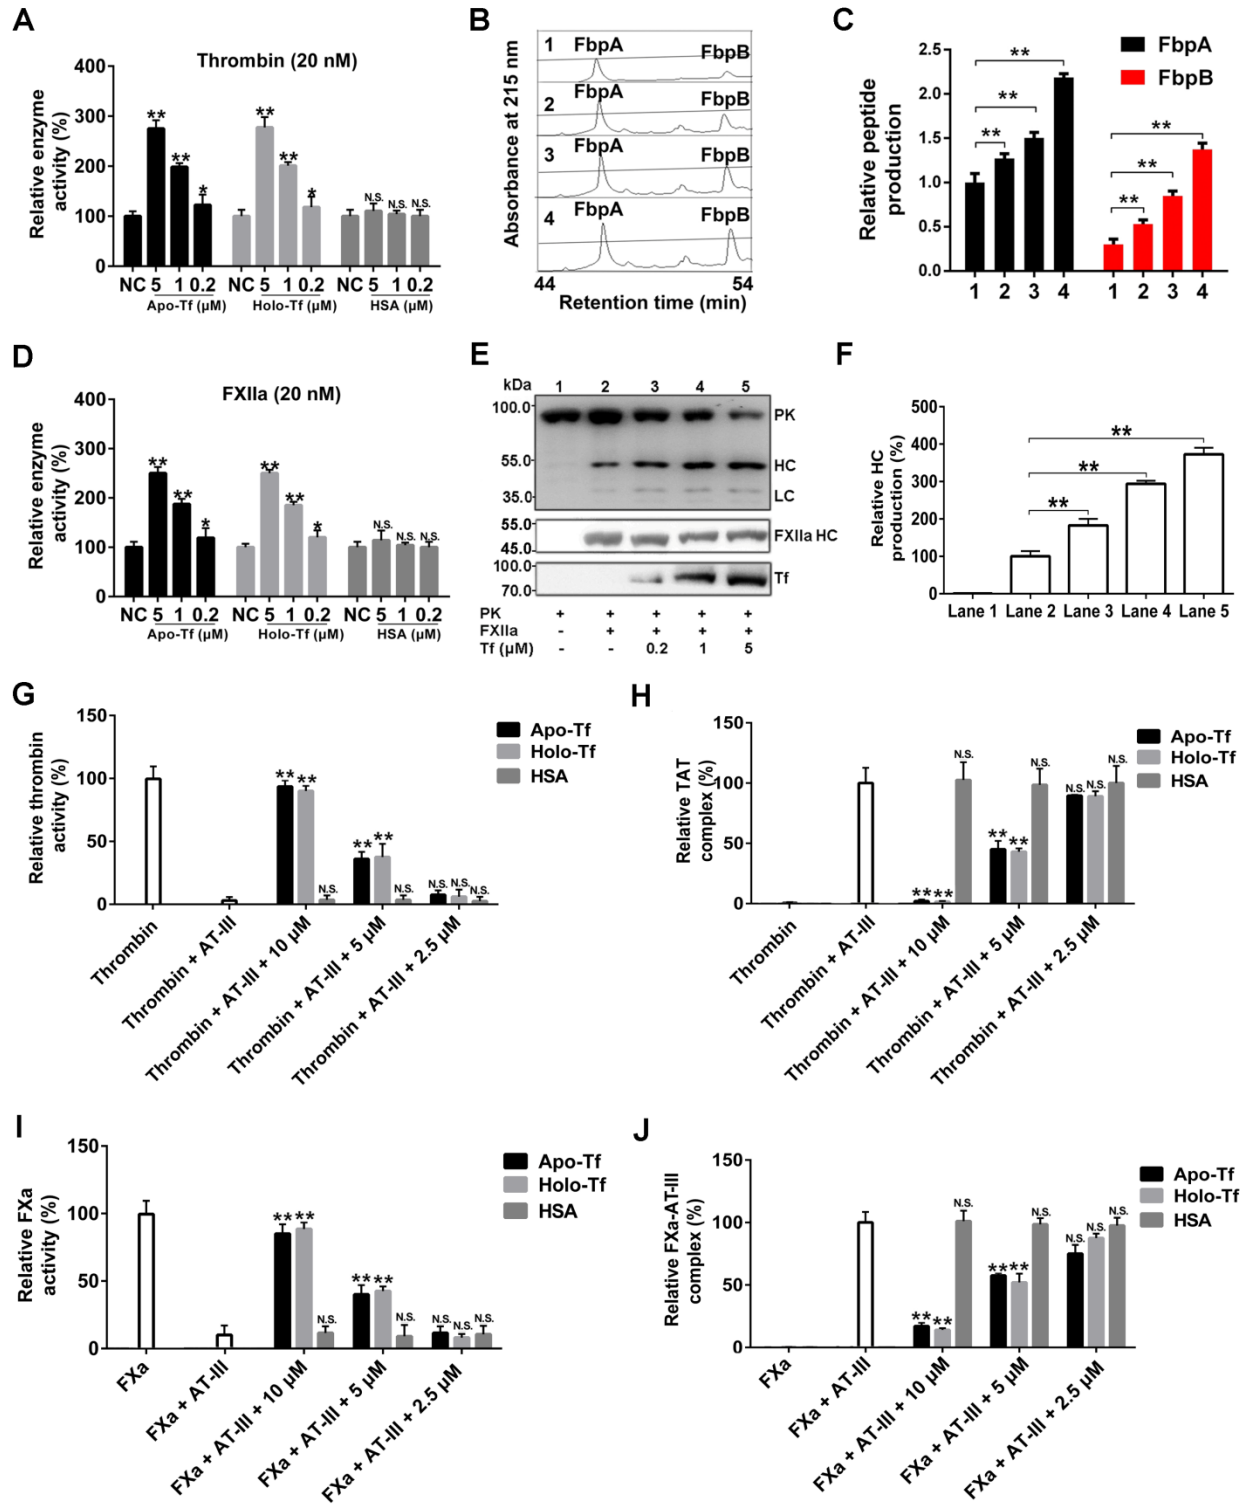 A
Thrombin (20 nM)
Relative enzyme
activity (%)
400
300
200
100
0
** ** * ** ** * N.S. N.S. N.S.
NC 5 1 0.2 NC 5 1 0.2 NC 5 1 0.2
Apo-Tf (µM) Holo-Tf (µM) HSA (µM)
B
Absorbance at 215 nm
1 FbpA FbpB
2 FbpA FbpB
3 FbpA FbpB
4 FbpA FbpB
44 54
Retention time (min)
C
FbpA
FbpB
Relative peptide
production
2.5
2.0
1.5
1.0
0.5
0.0
** ** ** ** ** **
1 2 3 4 1 2 3 4
D
FXIIa (20 nM)
Relative enzyme
activity (%)
400
300
200
100
0
** ** * ** ** * N.S. N.S. N.S.
NC 5 1 0.2 NC 5 1 0.2 NC 5 1 0.2
Apo-Tf (µM) Holo-Tf (µM) HSA (µM)
E
kDa 1 2 3 4 5
100.0 PK
55.0 HC
35.0 LC
55.0
45.0 FXIIa HC
100.0
70.0 Tf
PK + + + + +
FXIIa - + + + +
Tf (µM) - - 0.2 1 5
F
Relative HC
production (%)
500
400
300
200
100
0
** ** **
Lane 1 Lane 2 Lane 3 Lane 4 Lane 5
G
Relative thrombin
activity (%)
150
100
50
0
Apo-Tf
Holo-Tf
HSA
** ** N.S. ** ** N.S. N.S. N.S. N.S.
Thrombin
Thrombin + AT-III
Thrombin + AT-III + 10 µM
Thrombin + AT-III + 5 µM
Thrombin + AT-III + 2.5 µM
H
Relative TAT
complex (%)
150
100
50
0
Apo-Tf
Holo-Tf
HSA
** ** N.S. ** ** N.S. N.S. N.S. N.S.
Thrombin
Thrombin + AT-III
Thrombin + AT-III + 10 µM
Thrombin + AT-III + 5 µM
Thrombin + AT-III + 2.5 µM
I
Relative FXa
activity (%)
150
100
50
0
Apo-Tf
Holo-Tf
HSA
** ** N.S. ** ** N.S. N.S. N.S. N.S.
FXa
FXa + AT-III
FXa + AT-III + 10 µM
FXa + AT-III + 5 µM
FXa + AT-III + 2.5 µM
J
Relative FXa-AT-III
complex (%)
150
100
50
0
Apo-Tf
Holo-Tf
HSA
** ** N.S. ** ** N.S. N.S. N.S. N.S.
FXa
FXa + AT-III
FXa + AT-III + 10 µM
FXa + AT-III + 5 µM
FXa + AT-III + 2.5 µM